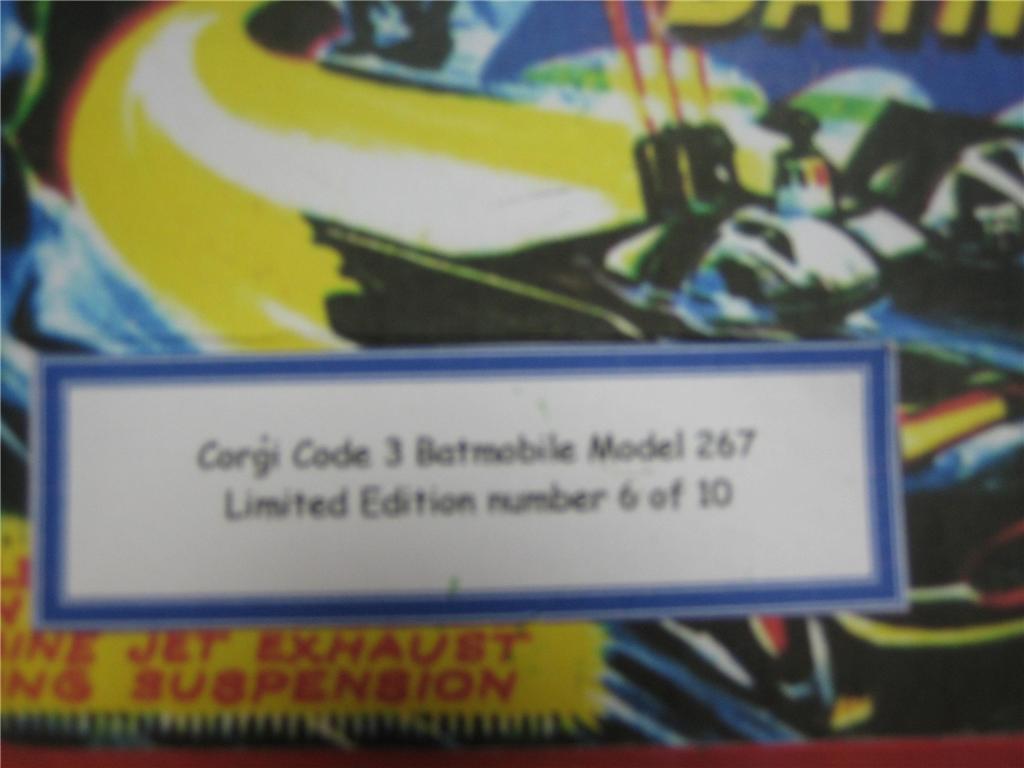 Corgi Code 3 Batmobile Model 267
Limited Edition number 6 of 10
JET EXHAUST
SUSPENSION